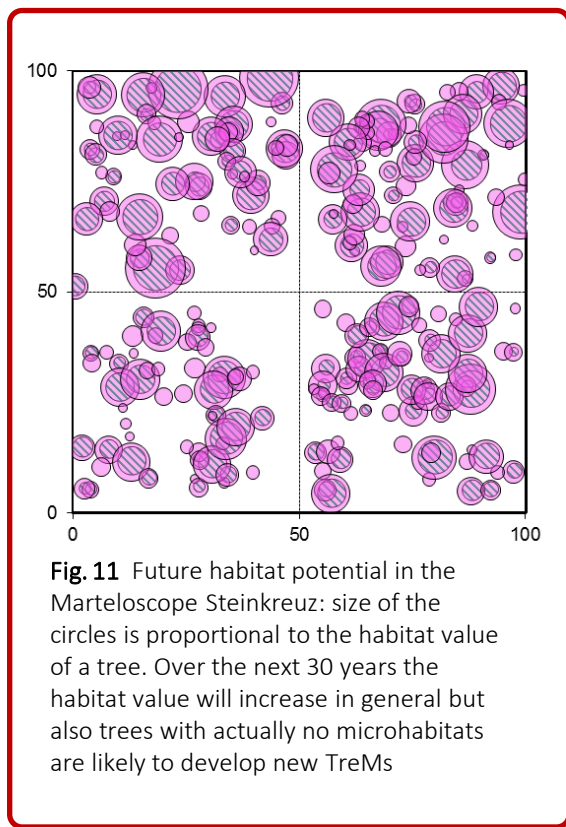 100
50
0
0 50 100
Fig. 11 Future habitat potential in the
Marteloscope Steinkreuz: size of the
circles is proportional to the habitat value
of a tree. Over the next 30 years the
habitat value will increase in general but
also trees with actually no microhabitats
are likely to develop new TreMs